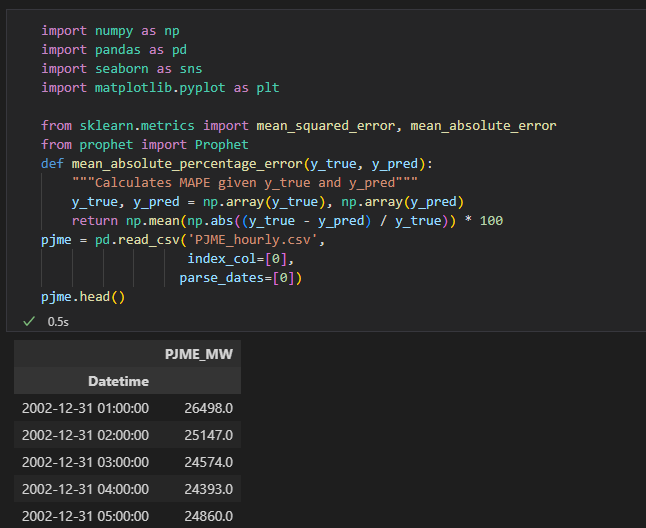 import numpy as np
import pandas as pd
import seaborn as sns
import matplotlib.pyplot as plt
from sklearn.metrics import mean_squared_error, mean_absolute_error
from prophet import Prophet
def mean_absolute_percentage_error(y_true, y_pred):
    """Calculates MAPE given y_true and y_pred"""
    y_true, y_pred = np.array(y_true), np.array(y_pred)
    return np.mean(np.abs((y_true - y_pred) / y_true)) * 100
pjme = pd.read_csv('PJME_hourly.csv',
                   index_col=[0],
                  parse_dates=[0])
pjme.head()
0.5s
PJME_MW
Datetime
2002-12-31 01:00:00 26498.0
2002-12-31 02:00:00 25147.0
2002-12-31 03:00:00 24574.0
2002-12-31 04:00:00 24393.0
2002-12-31 05:00:00 24860.0